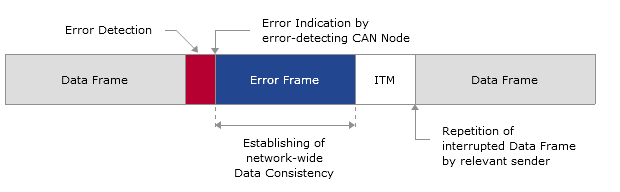 Error Detection
Error Indication by
error-detecting CAN Node
Data Frame
Error Frame
ITM
Data Frame
Establishing of
network-wide
Data Consistency
Repetition of
interrupted Data Frame
by relevant sender